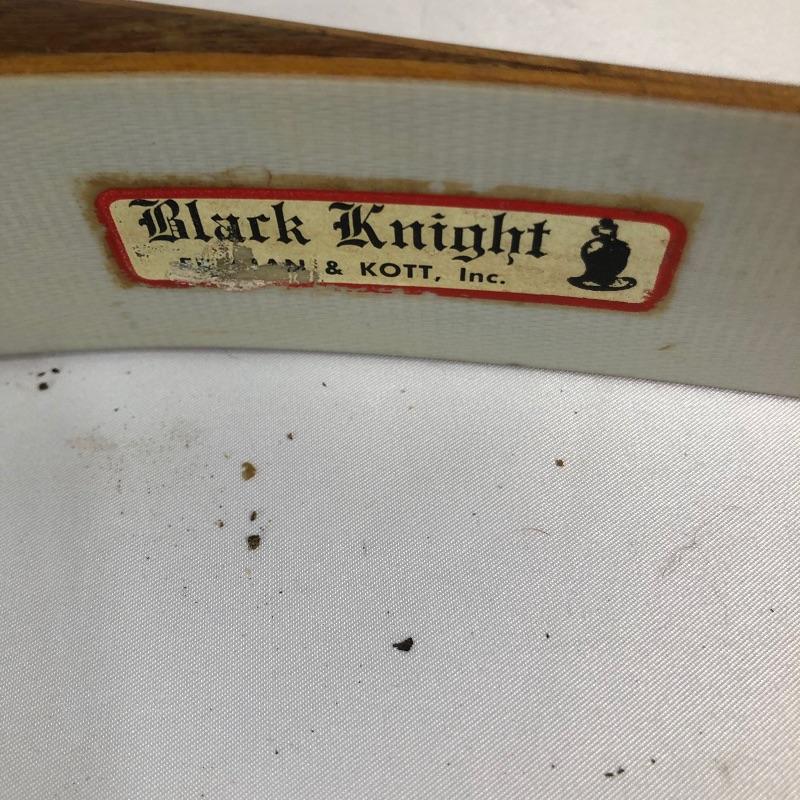 Black Knight
& KOTT, Inc.